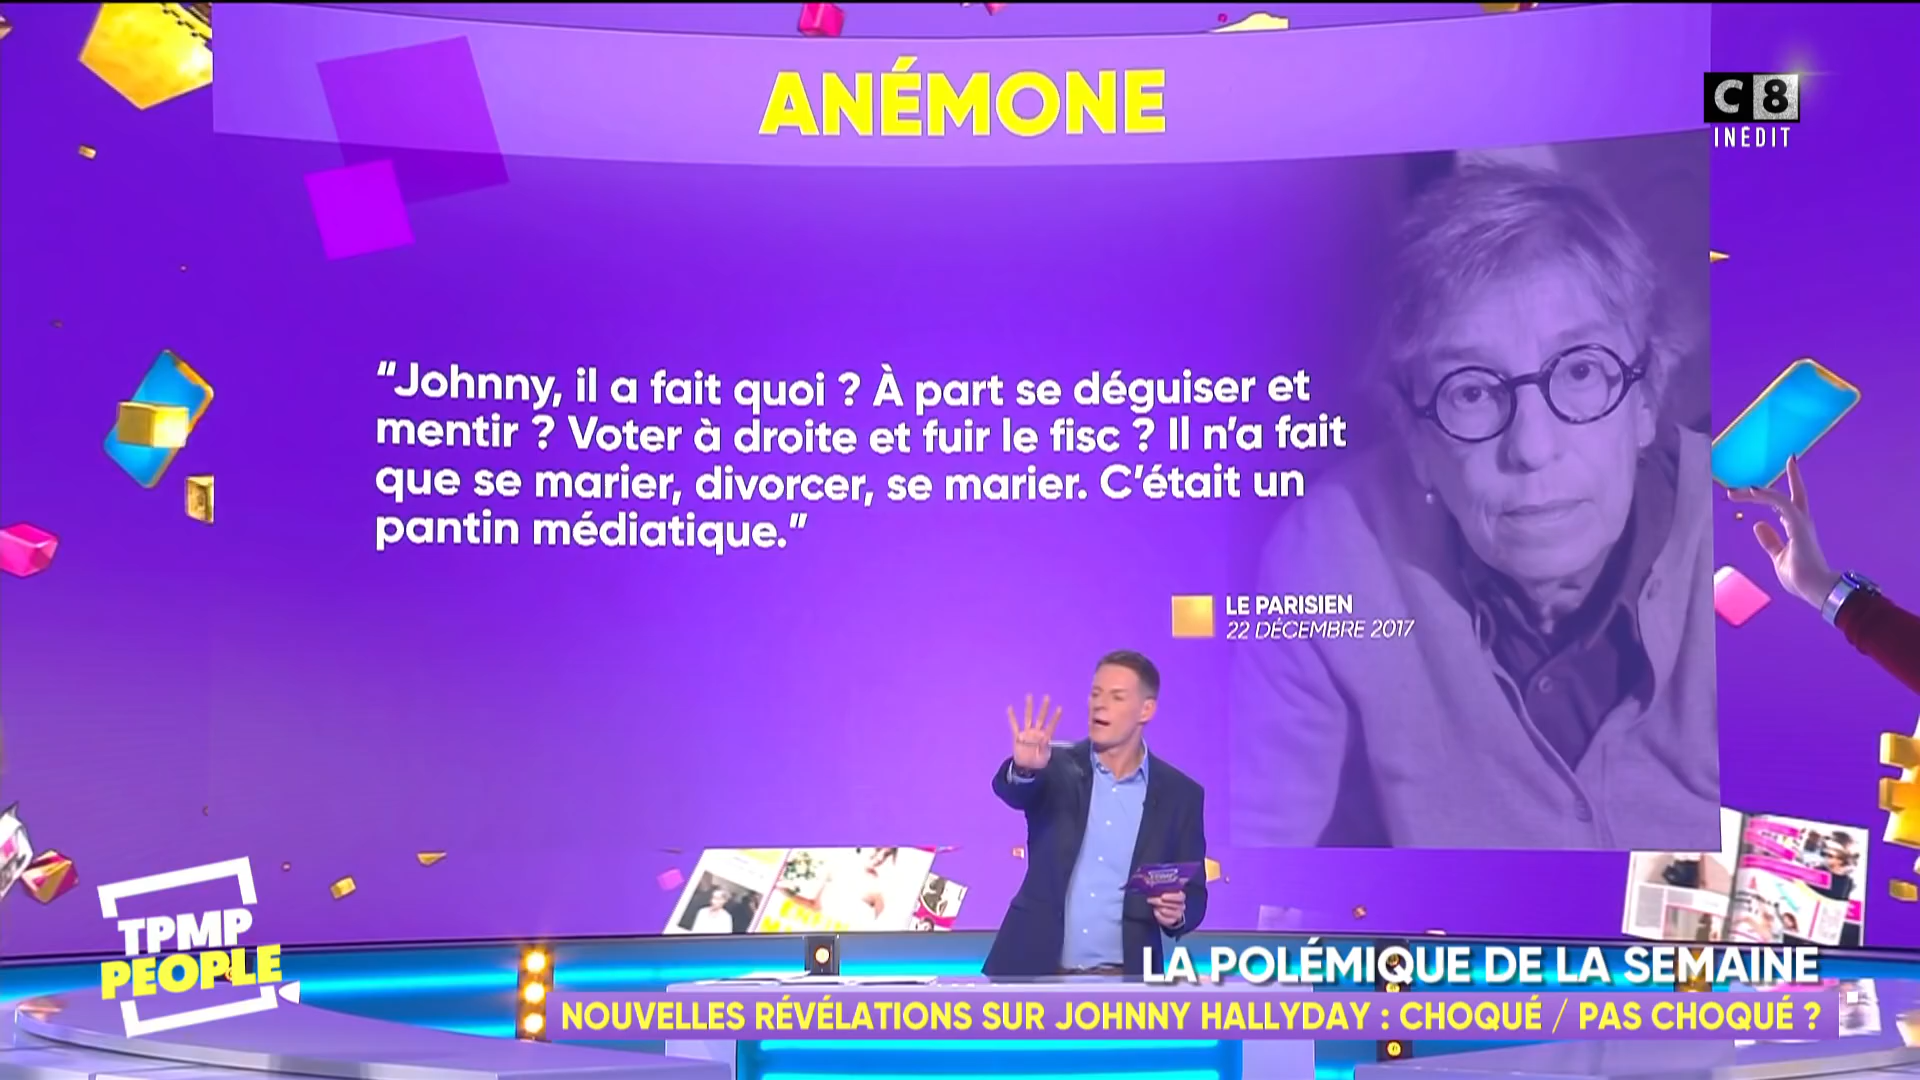 ANÉMONE
C8
INÉDIT
“Johnny, il a fait quoi ? À part se déguiser et
mentir ? Voter à droite et fuir le fisc ? Il n’a fait
que se marier, divorcer, se marier. C’était un
pantin médiatique.”
LE PARISIEN
22 DÉCEMBRE 2017
TPMP
PEOPLE
LA POLÉMIQUE DE LA SEMAINE
NOUVELLES RÉVÉLATIONS SUR JOHNNY HALLYDAY : CHOQUÉ / PAS CHOQUÉ ?